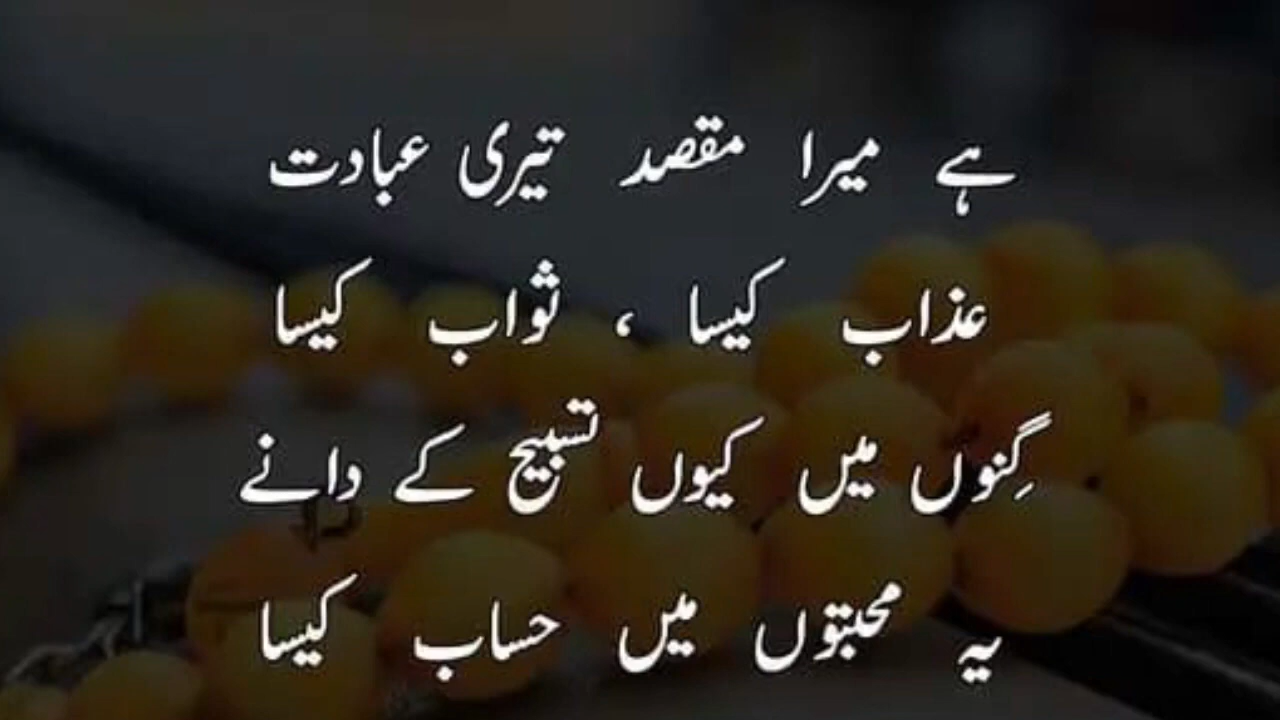 ہے میرا مقصد تیری عبادت
عذاب کیسا ، ثواب کیسا
گِنوں میں کیوں تسبیح کے دانے
یہ محبتوں میں حساب کیسا